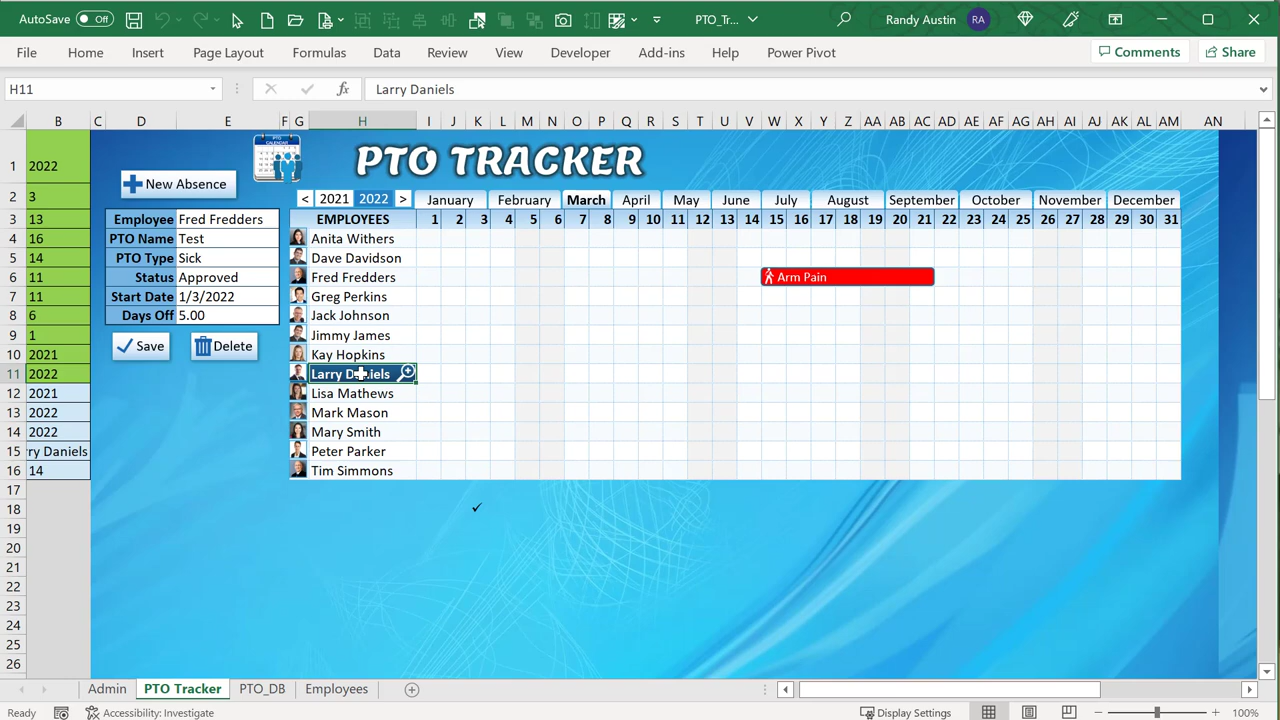 AutoSave Off PTO_Tr... Randy Austin RA
File Home Insert Page Layout Formulas Data Review View Developer Add-ins Help Power Pivot Comments Share
H11 fx Larry Daniels
B C D E F G H I J K L M N O P Q R S T U V W X Y Z AA AB AC AD AE AF AG AH AI AJ AK AL AM AN
1 2022 PTO CALENDAR PTO TRACKER
New Absence
2 3 < 2021 2022 > January February March April May June July August September October November December
3 13 Employee Fred Fredders EMPLOYEES 1 2 3 4 5 6 7 8 9 10 11 12 13 14 15 16 17 18 19 20 21 22 23 24 25 26 27 28 29 30 31
4 16 PTO Name Test Anita Withers
5 14 PTO Type Sick Dave Davidson
6 11 Status Approved Fred Fredders Arm Pain
7 11 Start Date 1/3/2022 Greg Perkins
8 6 Days Off 5.00 Jack Johnson
9 1 Save Delete Jimmy James
10 2021 Kay Hopkins
11 2022 Larry Daniels
12 2021 Lisa Mathews
13 2022 Mark Mason
14 2022 Mary Smith
15 ry Daniels Peter Parker
16 14 Tim Simmons
17
18
19
20
21
22
23
24
25
26
Admin PTO Tracker PTO_DB Employees
Ready Accessibility: Investigate Display Settings 100%